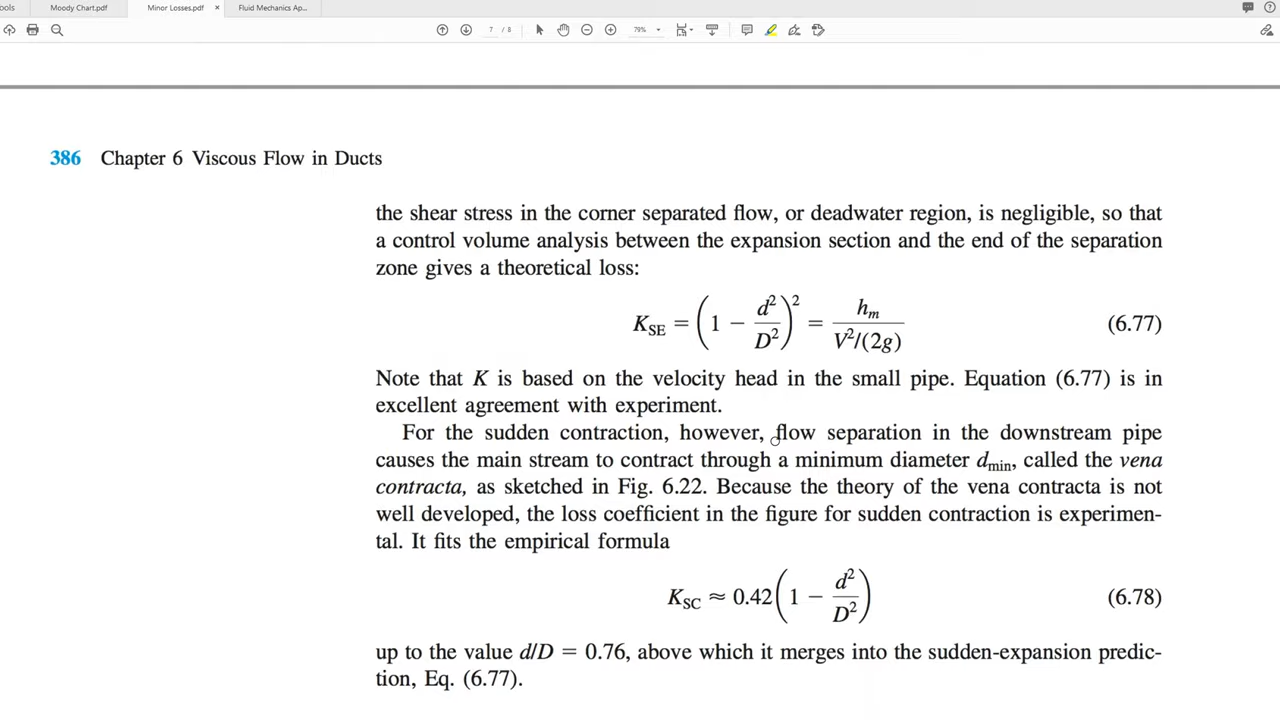 ools Moody Chart.pdf Minor Losses.pdf × Fluid Mechanics Ap...
7 / 8 79%
386 Chapter 6 Viscous Flow in Ducts
the shear stress in the corner separated flow, or deadwater region, is negligible, so that
a control volume analysis between the expansion section and the end of the separation
zone gives a theoretical loss:
K_SE = (1 − d²/D²)² = h_m/(V²/(2g)) (6.77)
Note that K is based on the velocity head in the small pipe. Equation (6.77) is in
excellent agreement with experiment.
For the sudden contraction, however, flow separation in the downstream pipe
causes the main stream to contract through a minimum diameter d_min, called the vena
contracta, as sketched in Fig. 6.22. Because the theory of the vena contracta is not
well developed, the loss coefficient in the figure for sudden contraction is experimen-
tal. It fits the empirical formula
K_SC ≈ 0.42(1 − d²/D²) (6.78)
up to the value d/D = 0.76, above which it merges into the sudden-expansion predic-
tion, Eq. (6.77).